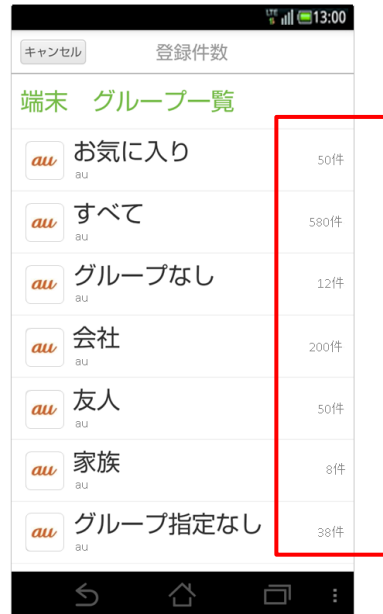 LTE 13:00
キャンセル 登録件数
端末 グループ一覧
au お気に入り 50件
au
au すべて 580件
au
au グループなし 12件
au
au 会社 200件
au
au 友人 50件
au
au 家族 8件
au
au グループ指定なし 38件
au